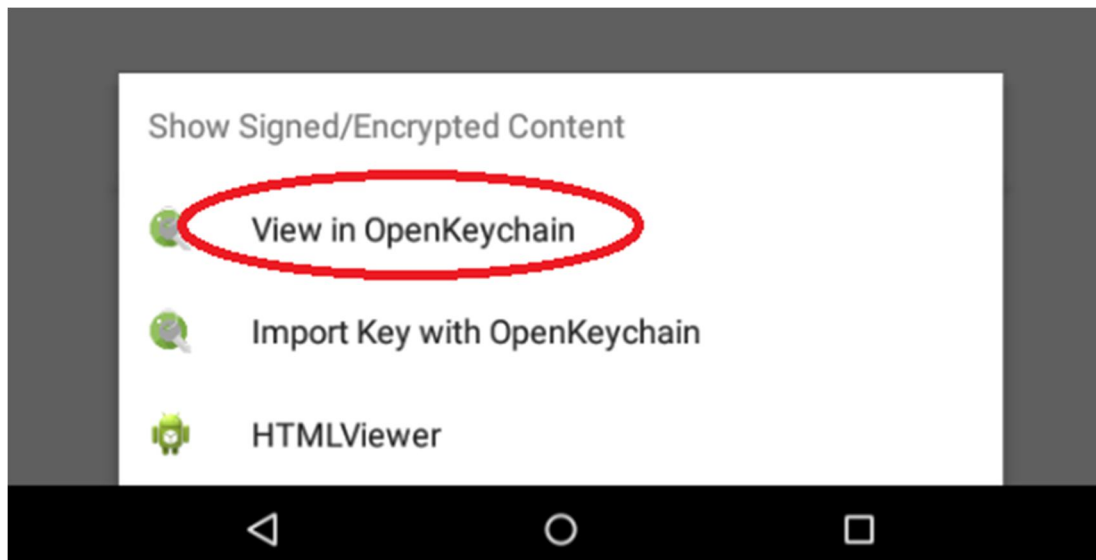 Show Signed/Encrypted Content
View in OpenKeychain
Import Key with OpenKeychain
HTMLViewer